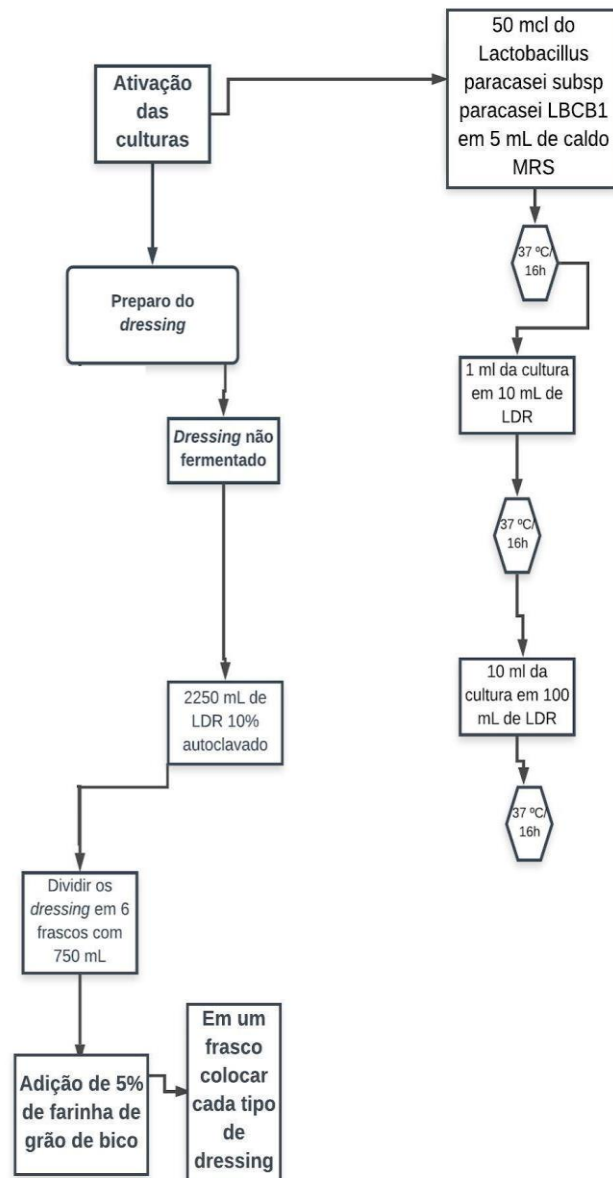 50 mcl do
Lactobacillus
paracasei subsp
paracasei LBCB1
em 5 mL de caldo
MRS
Ativação
das
culturas
37 ºC/
16h
Preparo do
dressing
1 ml da cultura
em 10 mL de
LDR
Dressing não
fermentado
37 ºC/
16h
2250 mL de
LDR 10%
autoclavado
10 ml da
cultura em 100
mL de LDR
37 ºC/
16h
Dividir os
dressing em 6
frascos com
750 mL
Adição de 5%
de farinha de
grão de bico
Em um
frasco
colocar
cada tipo
de
dressing